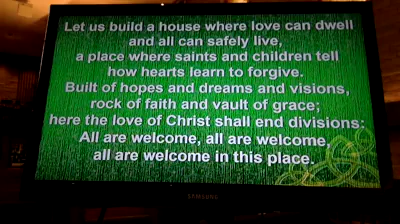 Let us build a house where love can dwell
and all can safely live,
a place where saints and children tell
how hearts learn to forgive.
Built of hopes and dreams and visions,
rock of faith and vault of grace;
here the love of Christ shall end divisions:
All are welcome, all are welcome,
all are welcome in this place.
SAMSUNG